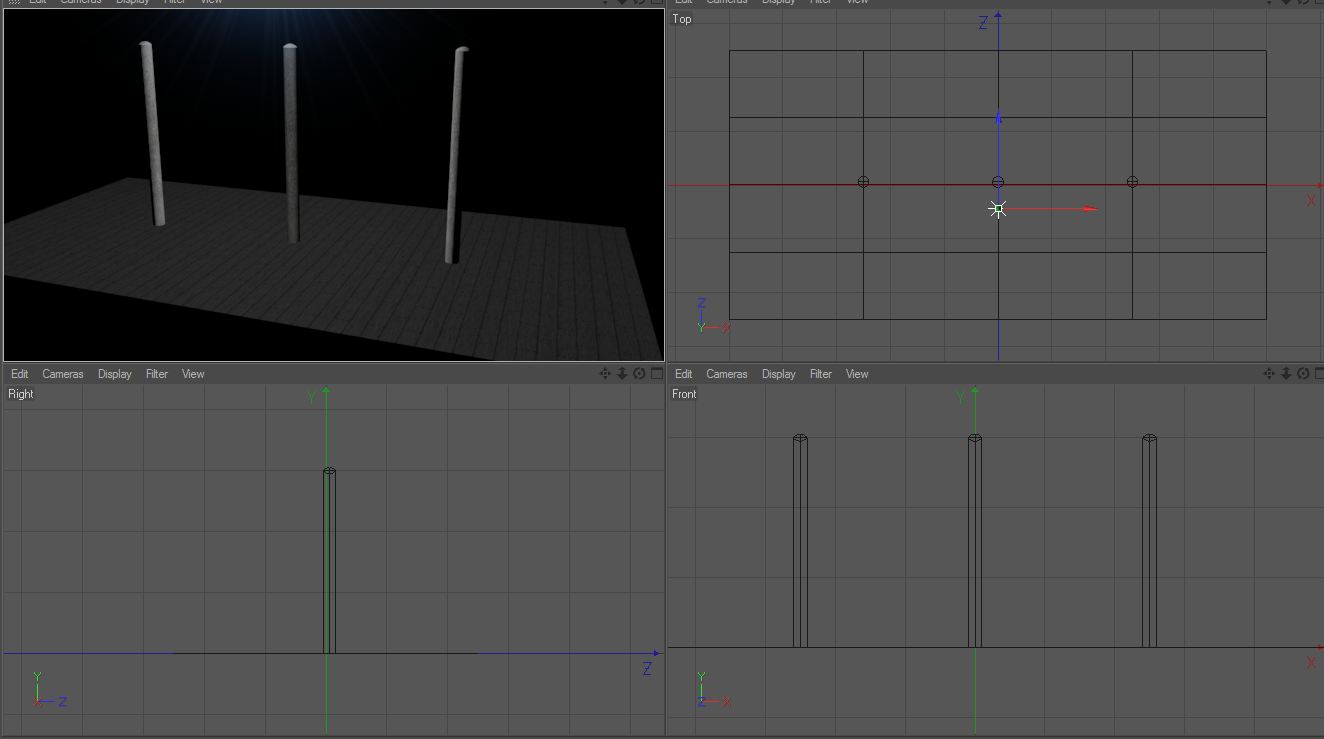 Edit Cameras Display Filter View
Edit Cameras Display Filter View
Top
Z
X
Z
Y X
Edit Cameras Display Filter View
Edit Cameras Display Filter View
Right
Front
Y
Y
Z
X
Y
X Z
Y
Z X